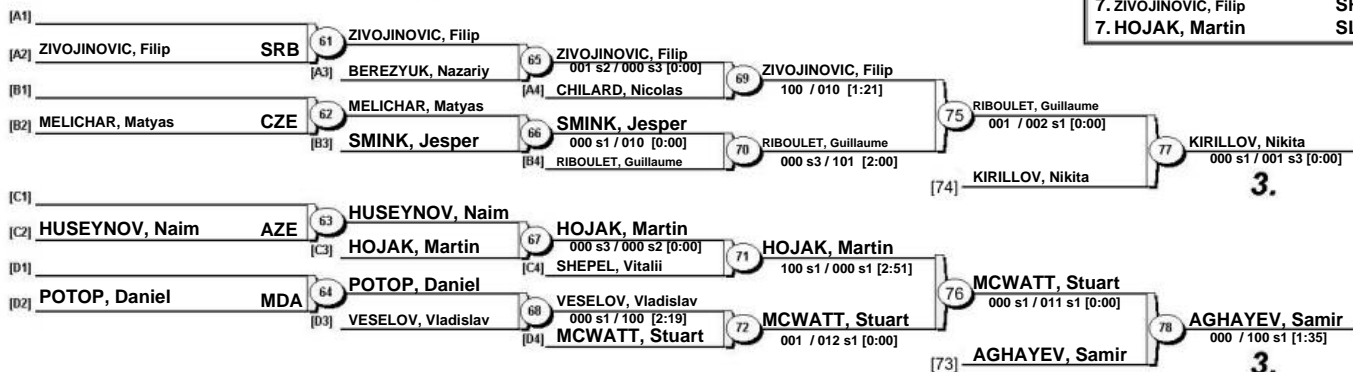 7. ZIVOJINOVIC, Filip
7. HOJAK, Martin
[A1]
[A2] ZIVOJINOVIC, Filip SRB
61
ZIVOJINOVIC, Filip
[A3] BEREZYUK, Nazariy
65
ZIVOJINOVIC, Filip
001 s2 / 000 s3 [0:00]
[A4] CHILARD, Nicolas
69
ZIVOJINOVIC, Filip
100 / 010 [1:21]
[B1]
[B2] MELICHAR, Matyas CZE
62
MELICHAR, Matyas
[B3] SMINK, Jesper
66
SMINK, Jesper
000 s1 / 010 [0:00]
[B4] RIBOULET, Guillaume
70
RIBOULET, Guillaume
000 s3 / 101 [2:00]
75
RIBOULET, Guillaume
001 / 002 s1 [0:00]
[74] KIRILLOV, Nikita
77
KIRILLOV, Nikita
000 s1 / 001 s3 [0:00]
3.
[C1]
[C2] HUSEYNOV, Naim AZE
63
HUSEYNOV, Naim
[C3] HOJAK, Martin
67
HOJAK, Martin
000 s3 / 000 s2 [0:00]
[C4] SHEPEL, Vitalii
71
HOJAK, Martin
100 s1 / 000 s1 [2:51]
[D1]
[D2] POTOP, Daniel MDA
64
POTOP, Daniel
[D3] VESELOV, Vladislav
68
VESELOV, Vladislav
000 s1 / 100 [2:19]
[D4] MCWATT, Stuart
72
MCWATT, Stuart
001 / 012 s1 [0:00]
76
MCWATT, Stuart
000 s1 / 011 s1 [0:00]
[73] AGHAYEV, Samir
78
AGHAYEV, Samir
000 / 100 s1 [1:35]
3.